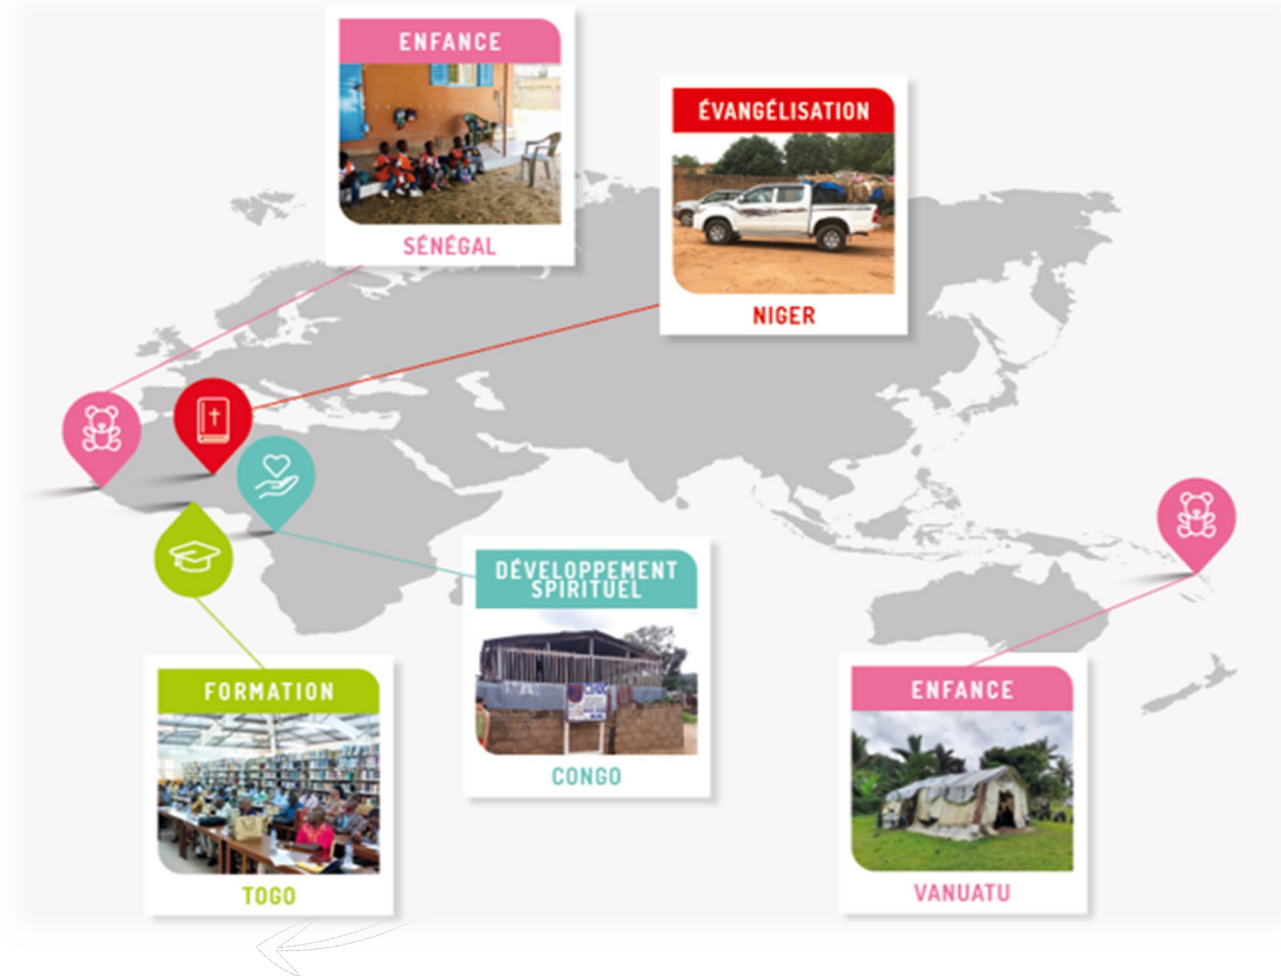 ENFANCE
SÉNÉGAL
ÉVANGÉLISATION
NIGER
DÉVELOPPEMENT
SPIRITUEL
CONGO
FORMATION
TOGO
ENFANCE
VANUATU